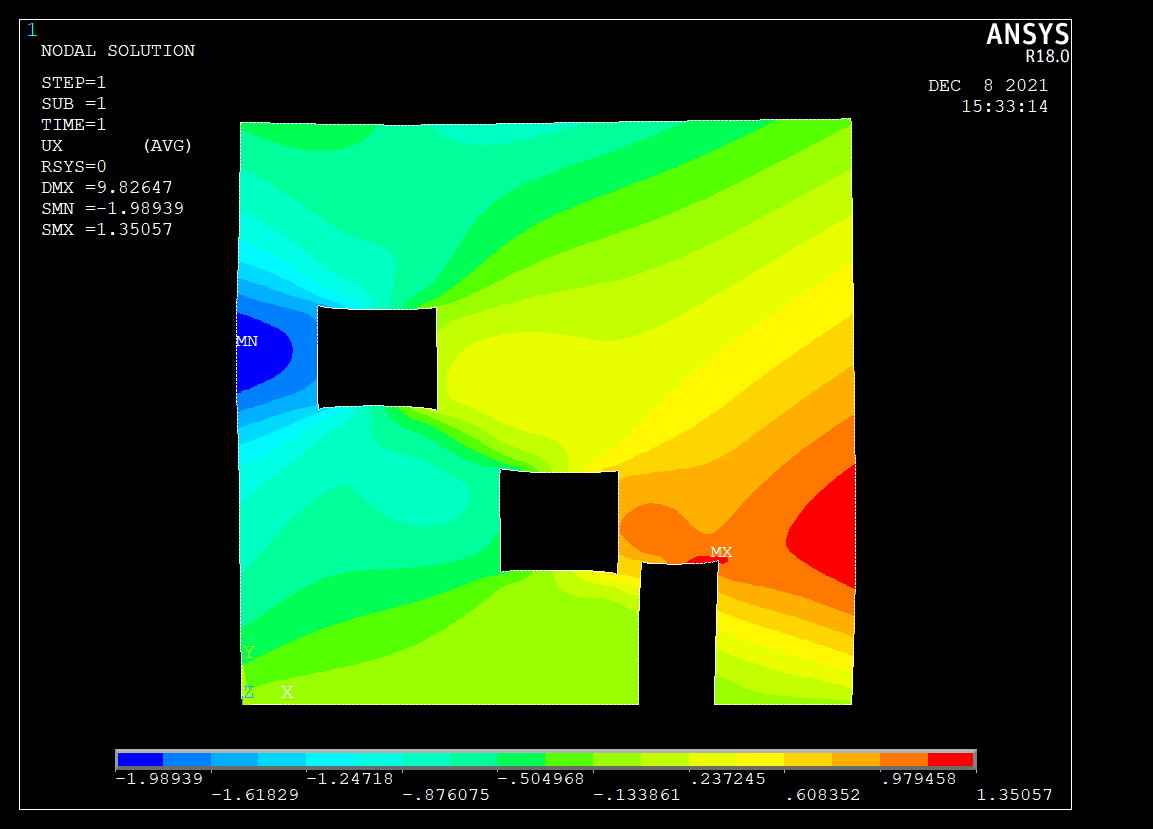 1
NODAL SOLUTION
STEP=1
SUB =1
TIME=1
UX (AVG)
RSYS=0
DMX =9.82647
SMN =-1.98939
SMX =1.35057
ANSYS
R18.0
DEC 8 2021
15:33:14
MN
MX
Y
Z X
-1.98939 -1.24718 -.504968 .237245 .979458
-1.61829 -.876075 -.133861 .608352 1.35057